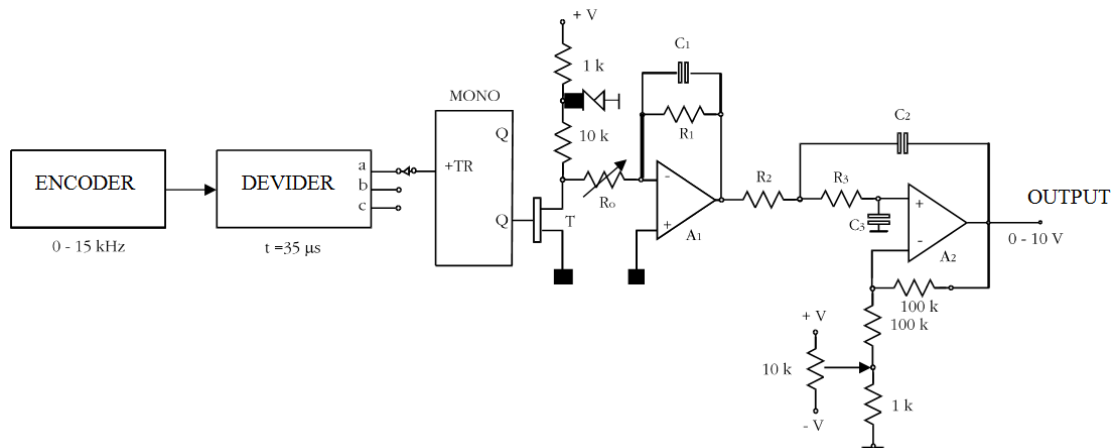 + V
1 k
10 k
C1
R1
MONO
Q
+TR
Q
T
ENCODER
0 - 15 kHz
DEVIDER
a
b
c
t =35 µs
Ro
-
+
A1
R2
C2
R3
C3
+
-
A2
OUTPUT
0 - 10 V
100 k
100 k
+ V
10 k
- V
1 k